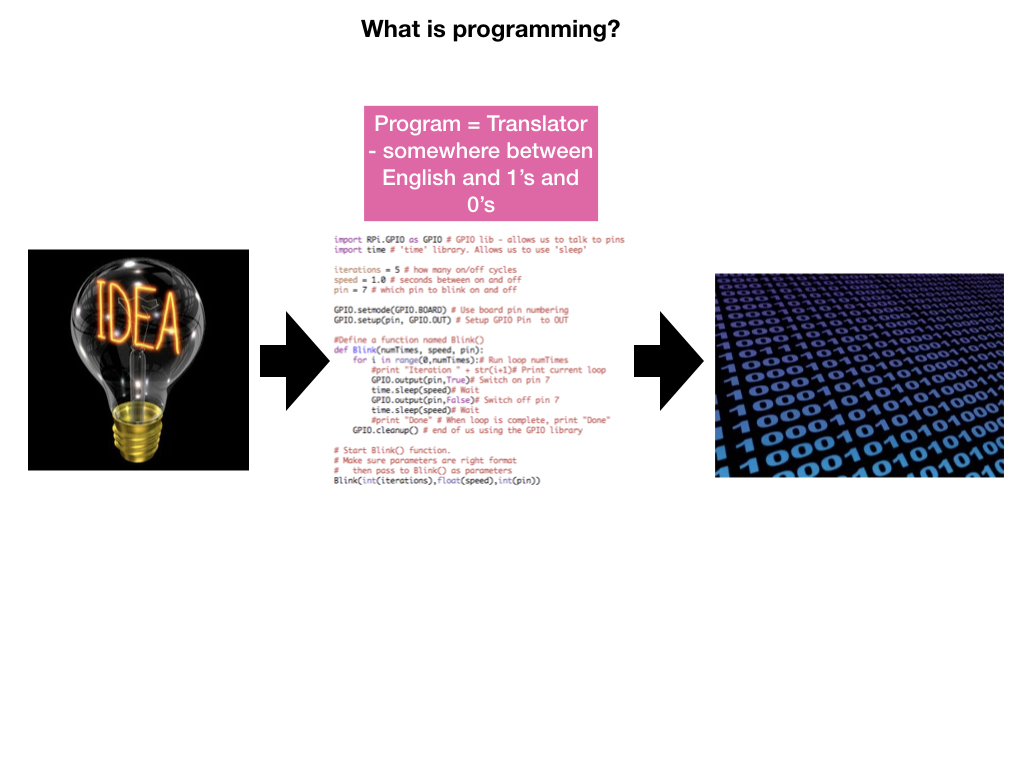 What is programming?
Program = Translator
- somewhere between
English and 1's and
0's
IDEA
import RPi.GPIO as GPIO # GPIO lib - allows us to talk to pins
import time # 'time' library. Allows us to use 'sleep'
iterations = 5 # how many on/off cycles
speed = 1.0 # seconds between on and off
pin = 7 # which pin to blink on and off
GPIO.setmode(GPIO.BOARD) # Use board pin numbering
GPIO.setup(pin, GPIO.OUT) # Setup GPIO Pin  to OUT
#Define a function named Blink()
def Blink(numTimes, speed, pin):
    for i in range(0,numTimes):# Run loop numTimes
        #print "Iteration " + str(i+1)# Print current loop
        GPIO.output(pin,True)# Switch on pin 7
        time.sleep(speed)# Wait
        GPIO.output(pin,False)# Switch off pin 7
        time.sleep(speed)# Wait
        #print "Done" # When loop is complete, print "Done"
    GPIO.cleanup() # end of us using the GPIO library
# Start Blink() function.
# Make sure parameters are right format
#   then pass to Blink() as parameters
Blink(int(iterations),float(speed),int(pin))